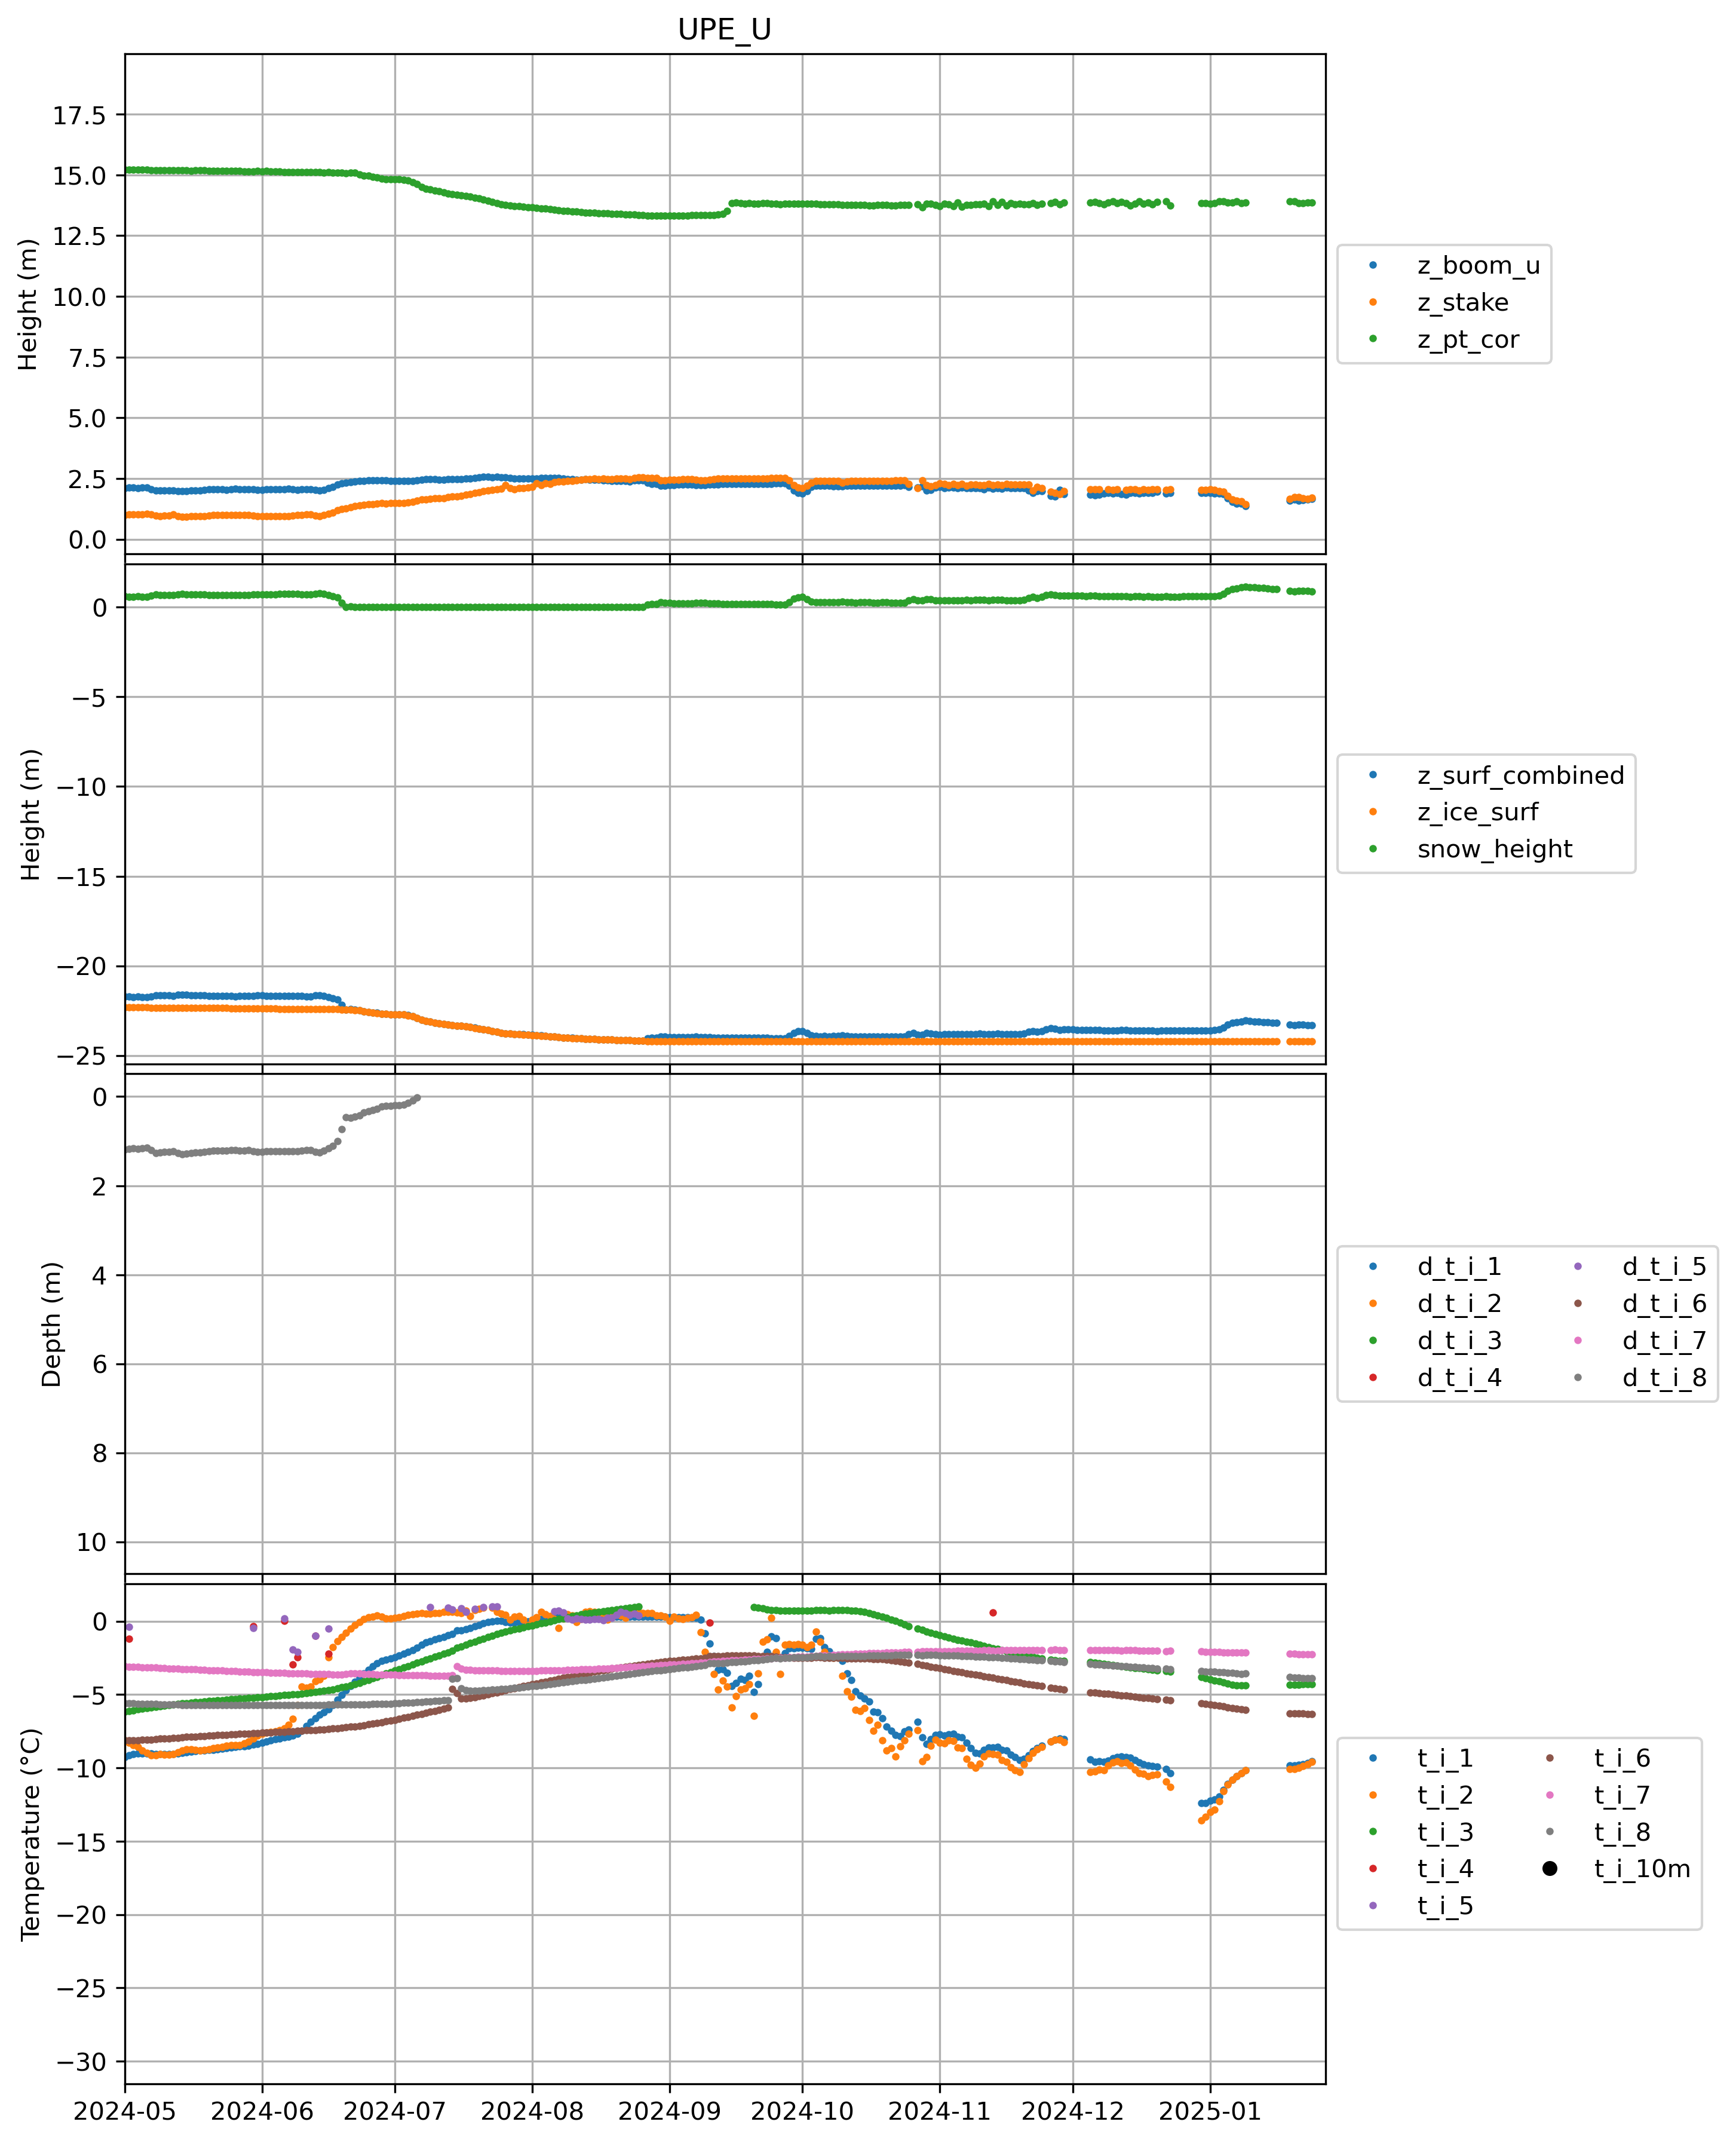 UPE_U
17.5
15.0
12.5
10.0
7.5
5.0
2.5
0.0
Height (m)
z_boom_u
z_stake
z_pt_cor
0
−5
−10
−15
−20
−25
Height (m)
z_surf_combined
z_ice_surf
snow_height
0
2
4
6
8
10
Depth (m)
d_t_i_1 d_t_i_5
d_t_i_2 d_t_i_6
d_t_i_3 d_t_i_7
d_t_i_4 d_t_i_8
0
−5
−10
−15
−20
−25
−30
Temperature (°C)
t_i_1 t_i_6
t_i_2 t_i_7
t_i_3 t_i_8
t_i_4 t_i_10m
t_i_5
2024-05 2024-06 2024-07 2024-08 2024-09 2024-10 2024-11 2024-12 2025-01